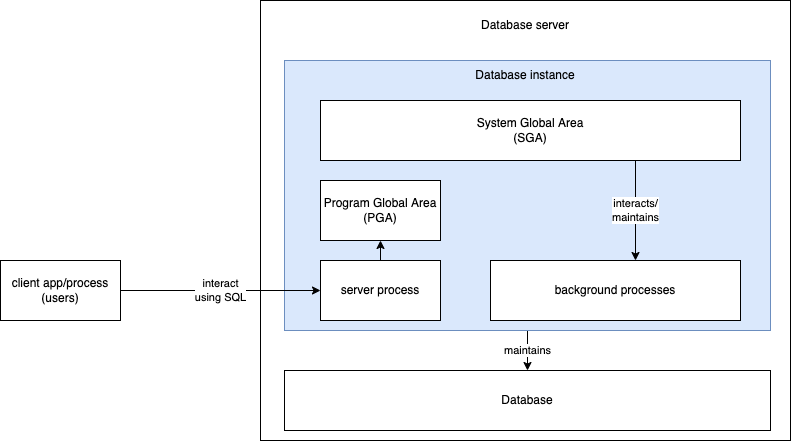 Database server
Database instance
System Global Area
(SGA)
Program Global Area
(PGA)
interacts/
maintains
client app/process
(users)
interact
using SQL
server process
background processes
maintains
Database